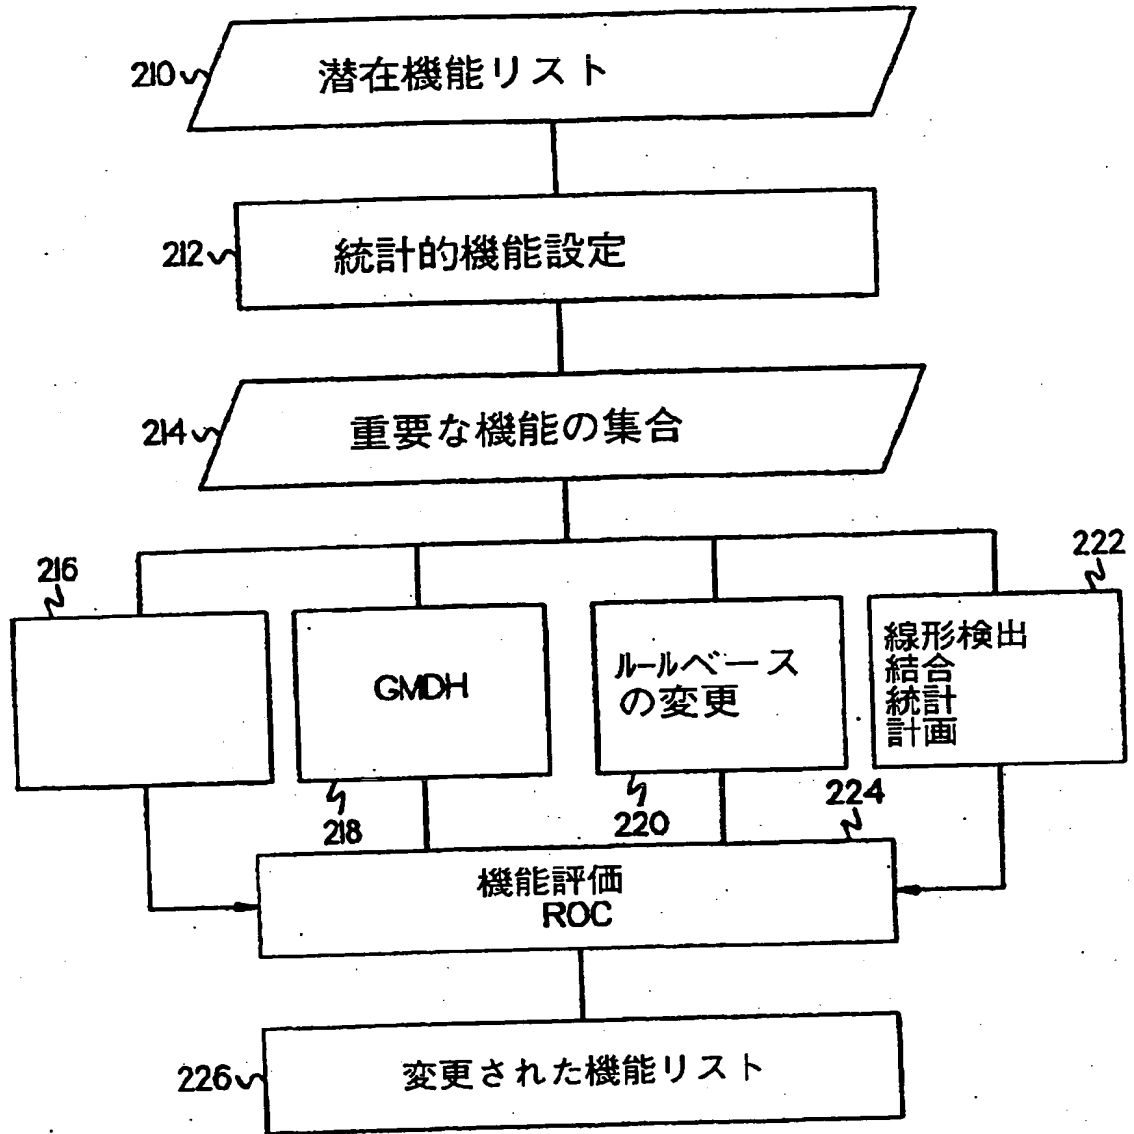 210
潜在機能リスト
212
統計的機能設定
214
重要な機能の集合
216
222
GMDH
ルールベース
の変更
線形検出
結合
統計
計画
218
220
224
機能評価
ROC
226
変更された機能リスト